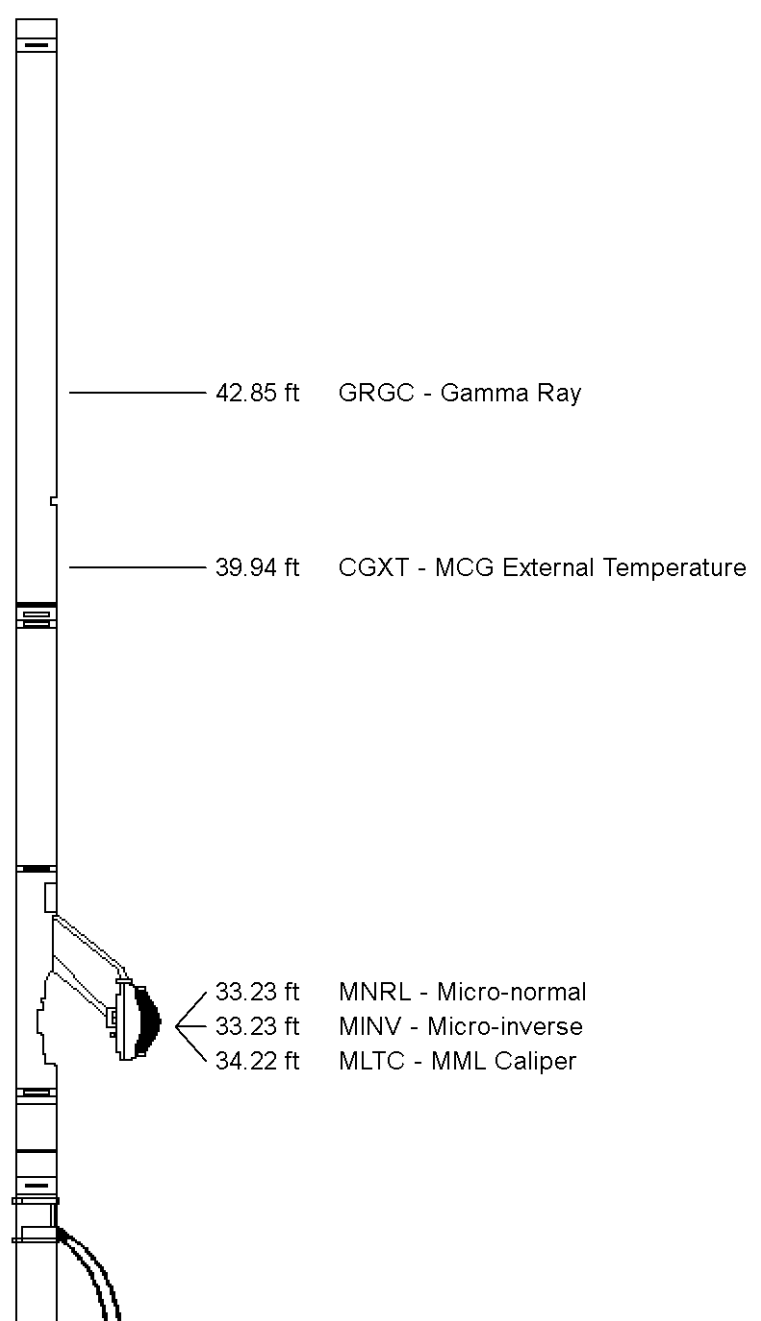 42.85 ft GRGC - Gamma Ray
39.94 ft CGXT - MCG External Temperature
33.23 ft MNRL - Micro-normal
33.23 ft MINV - Micro-inverse
34.22 ft MLTC - MML Caliper